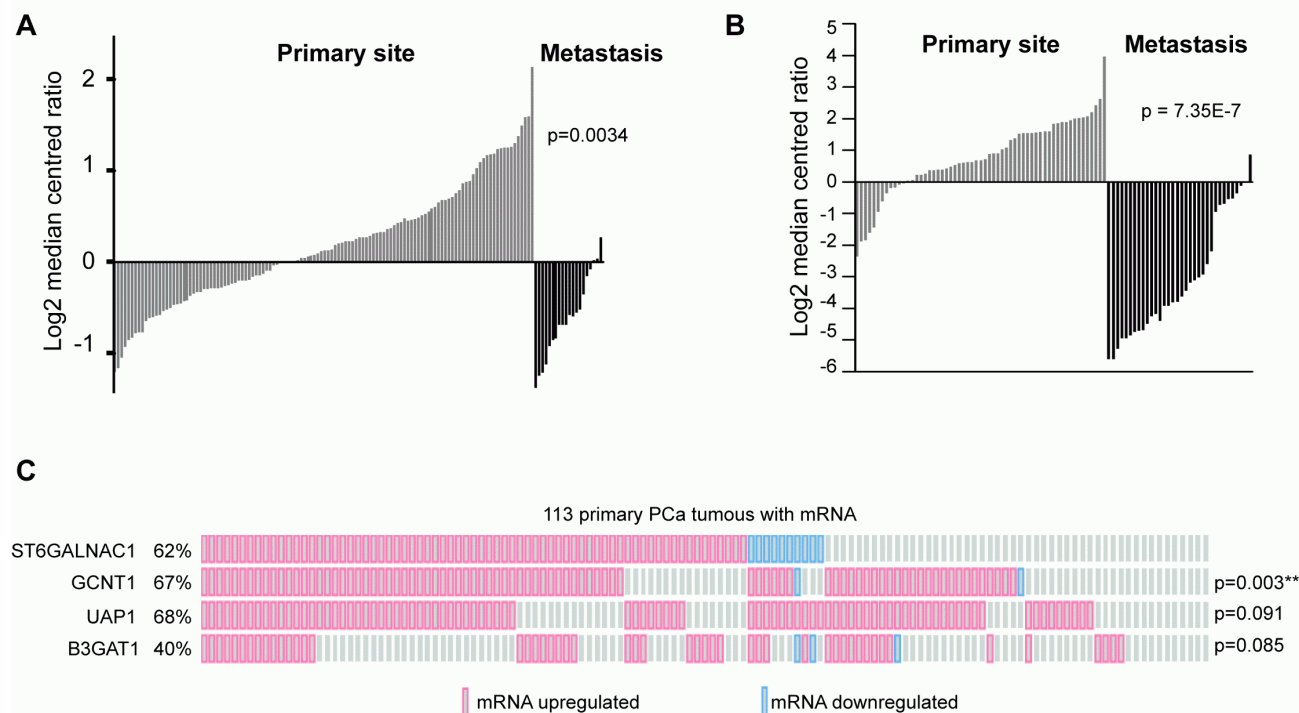 A
Primary site
Metastasis
p=0.0034
Log2 median centred ratio
2
1
0
-1
B
Primary site
Metastasis
p = 7.35E-7
Log2 median centred ratio
5
4
3
2
1
0
-1
-2
-3
-4
-5
-6
C
113 primary PCa tumous with mRNA
ST6GALNAC1 62%
GCNT1 67% p=0.003**
UAP1 68% p=0.091
B3GAT1 40% p=0.085
mRNA upregulated mRNA downregulated